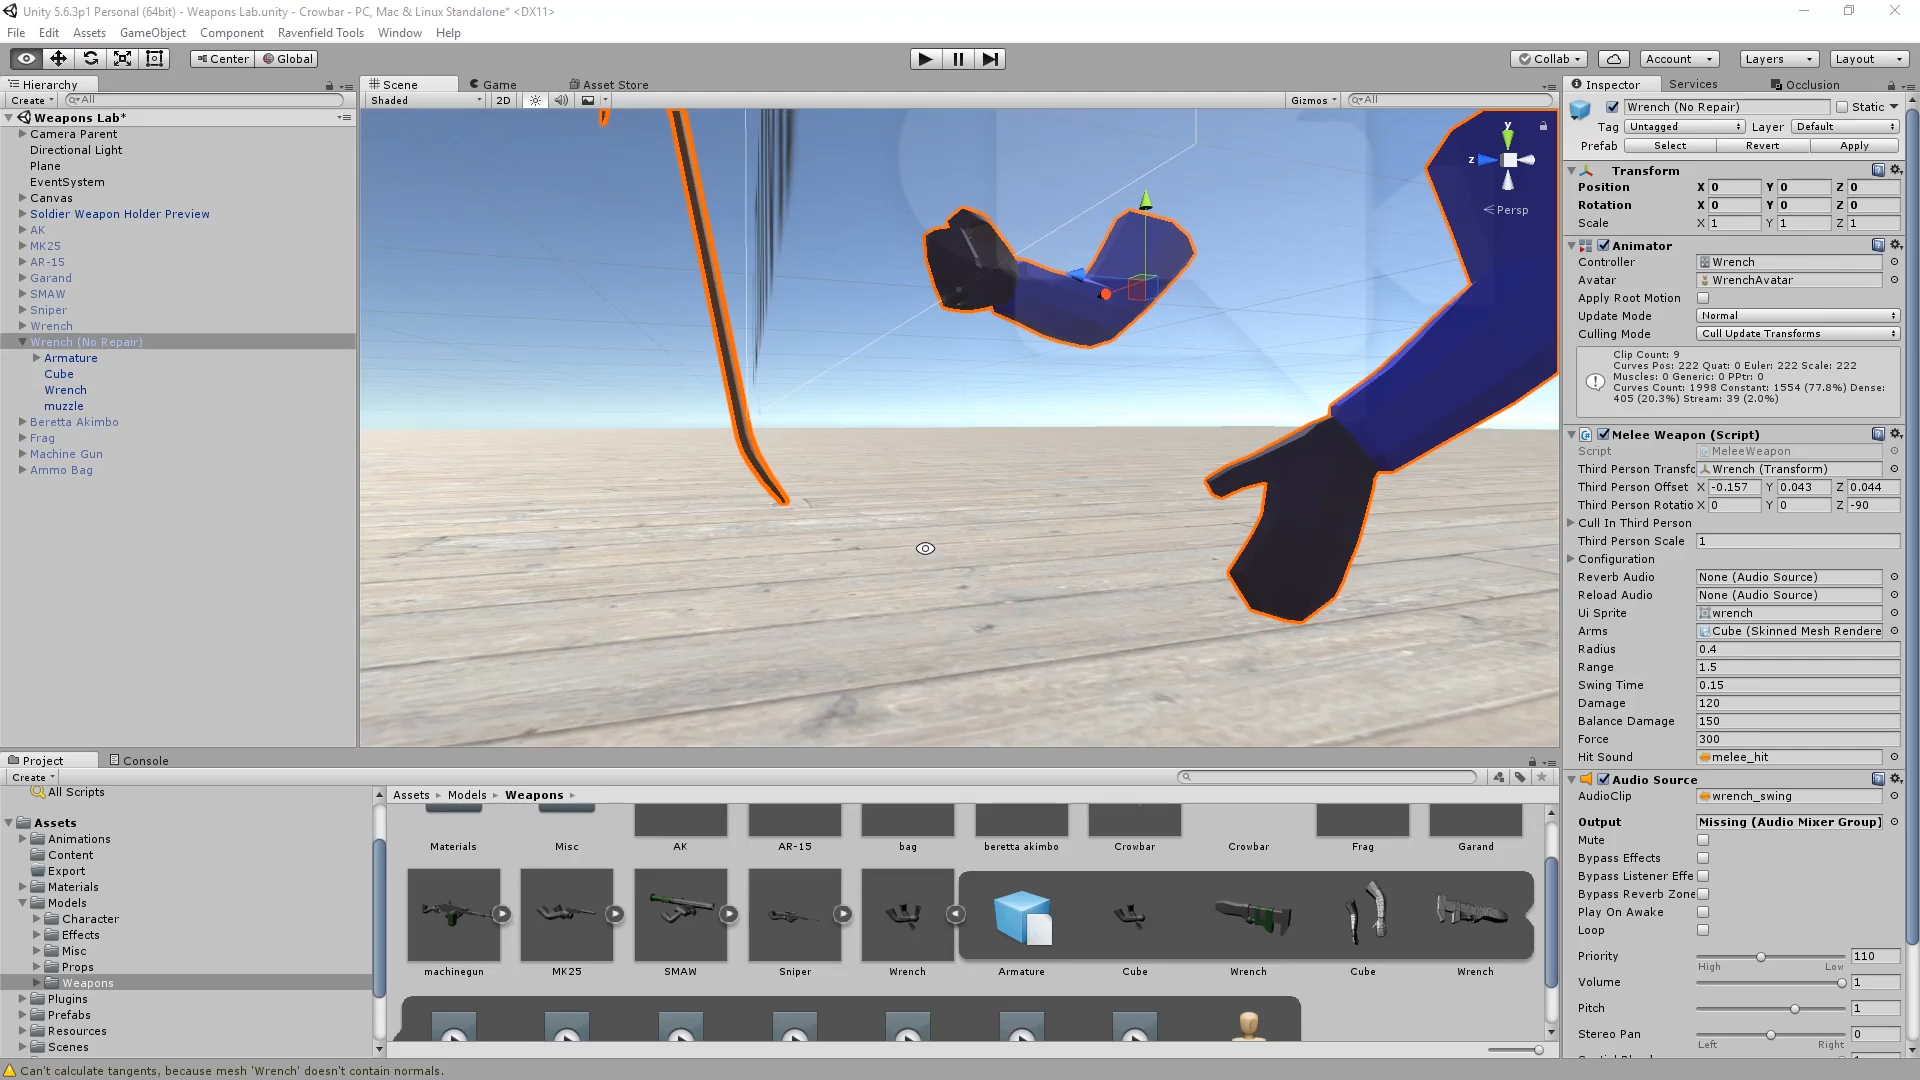 Unity 5.6.3p1 Personal (64bit) - Weapons Lab.unity - Crowbar - PC, Mac & Linux Standalone* <DX11>
File Edit Assets GameObject Component Ravenfield Tools Window Help
Center Global Collab Account Layers Layout
Hierarchy
Create All
Weapons Lab*
Camera Parent
Directional Light
Plane
EventSystem
Canvas
Soldier Weapon Holder Preview
AK
MK25
AR-15
Garand
SMAW
Sniper
Wrench
Wrench (No Repair)
Armature
Cube
Wrench
muzzle
Beretta Akimbo
Frag
Machine Gun
Ammo Bag
Scene Game Asset Store
Shaded 2D Gizmos All
y
z
Persp
Inspector Services Occlusion
Wrench (No Repair) Static
Tag Untagged Layer Default
Prefab Select Revert Apply
Transform
Position X 0 Y 0 Z 0
Rotation X 0 Y 0 Z 0
Scale X 1 Y 1 Z 1
Animator
Controller Wrench
Avatar WrenchAvatar
Apply Root Motion
Update Mode Normal
Culling Mode Cull Update Transforms
Clip Count: 9
Curves Pos: 222 Quat: 0 Euler: 222 Scale: 222
Muscles: 0 Generic: 0 PPtr: 0
Curves Count: 1998 Constant: 1554 (77.8%) Dense:
405 (20.3%) Stream: 39 (2.0%)
Melee Weapon (Script)
Script MeleeWeapon
Third Person Transfo Wrench (Transform)
Third Person Offset X -0.157 Y 0.043 Z 0.044
Third Person Rotatio X 0 Y 0 Z -90
Cull In Third Person
Third Person Scale 1
Configuration
Reverb Audio None (Audio Source)
Reload Audio None (Audio Source)
Ui Sprite wrench
Arms Cube (Skinned Mesh Rendere
Radius 0.4
Range 1.5
Swing Time 0.15
Damage 120
Balance Damage 150
Force 300
Hit Sound melee_hit
Audio Source
AudioClip wrench_swing
Output Missing (Audio Mixer Group)
Mute
Bypass Effects
Bypass Listener Effe
Bypass Reverb Zone
Play On Awake
Loop
Priority 110
High Low
Volume 1
Pitch 1
Stereo Pan 0
Left Right
Project Console
Create
All Scripts
Assets
Animations
Content
Export
Materials
Models
Character
Effects
Misc
Props
Weapons
Plugins
Prefabs
Resources
Scenes
Assets Models Weapons
Materials Misc AK AR-15 bag beretta akimbo Crowbar Crowbar Frag Garand
machinegun MK25 SMAW Sniper Wrench Armature Cube Wrench Cube Wrench
Can't calculate tangents, because mesh 'Wrench' doesn't contain normals.